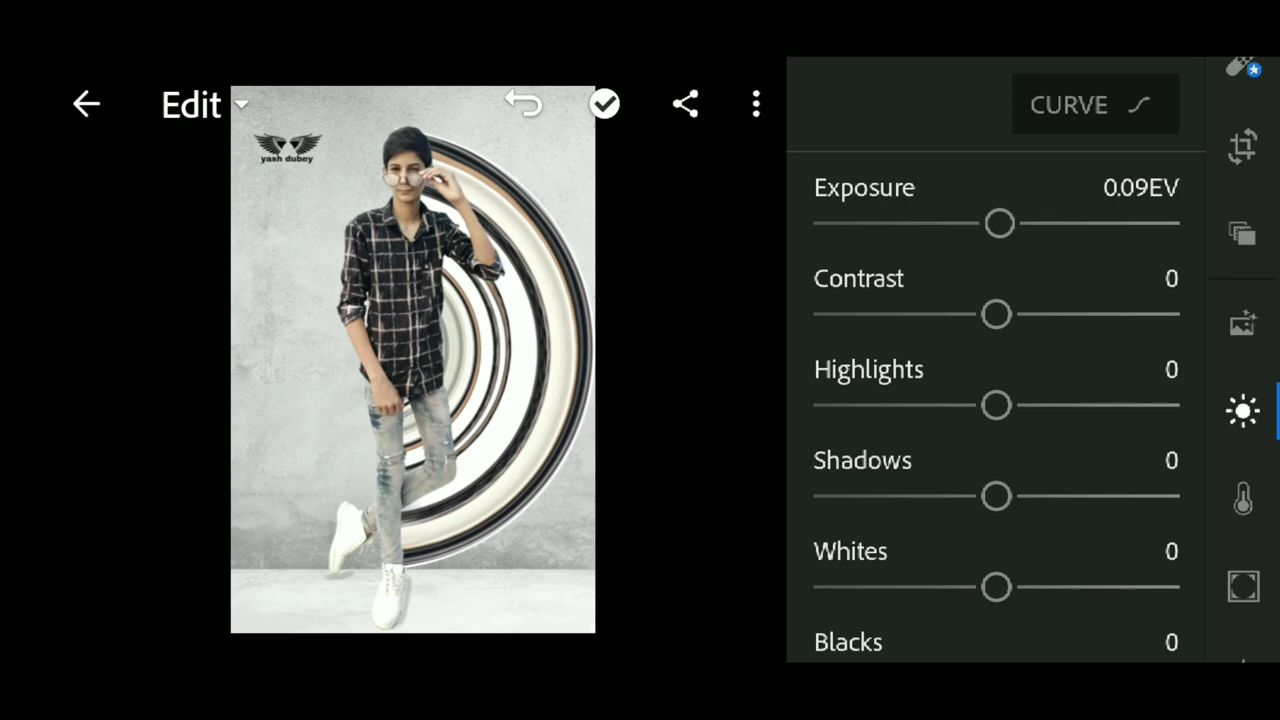 Edit
yash dubey
CURVE
Exposure 0.09EV
Contrast 0
Highlights 0
Shadows 0
Whites 0
Blacks 0